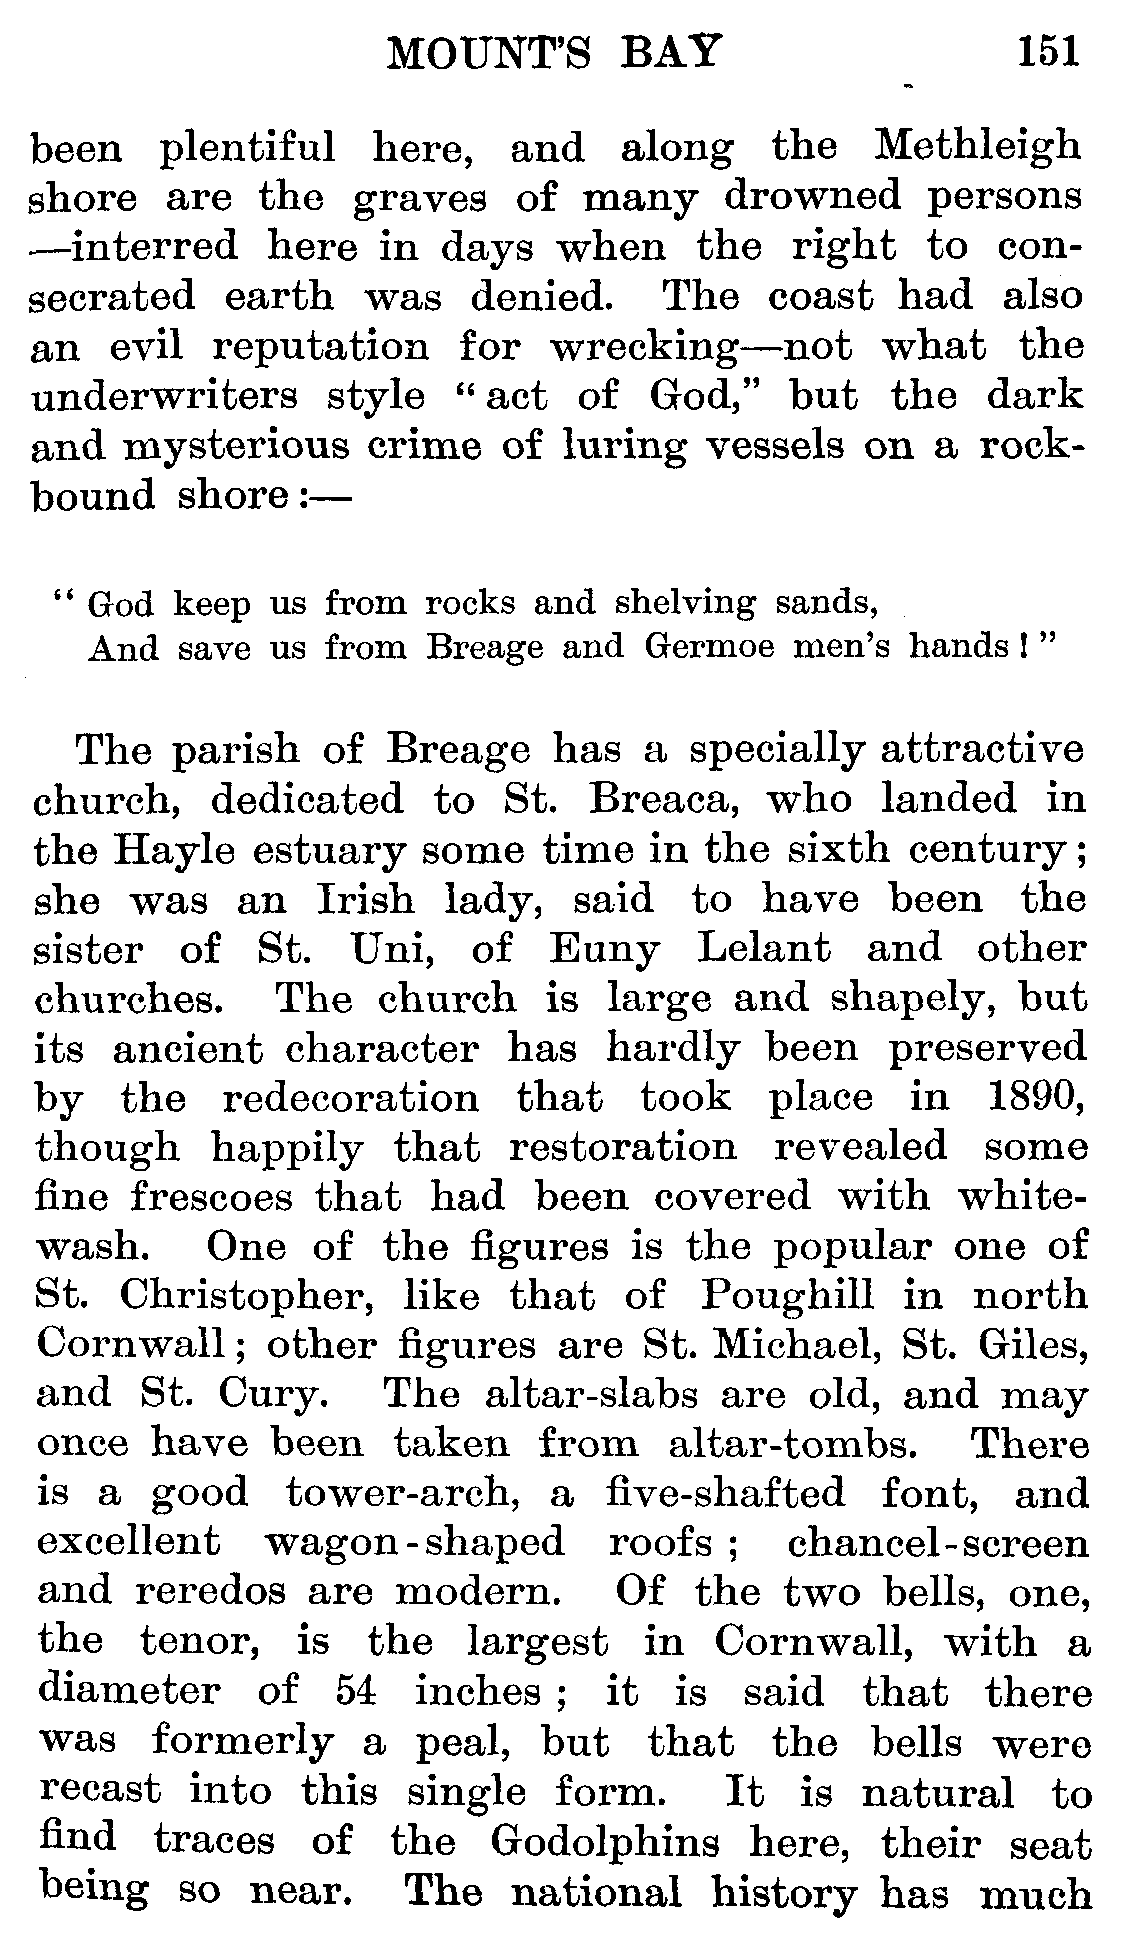 MOUNT'S BAY 151
been plentiful here, and along the Methleigh
shore are the graves of many drowned persons
—interred here in days when the right to con-
secrated earth was denied. The coast had also
an evil reputation for wrecking—not what the
underwriters style “act of God,” but the dark
and mysterious crime of luring vessels on a rock-
bound shore:—
“God keep us from rocks and shelving sands,
And save us from Breage and Germoe men's hands!”
The parish of Breage has a specially attractive
church, dedicated to St. Breaca, who landed in
the Hayle estuary some time in the sixth century;
she was an Irish lady, said to have been the
sister of St. Uni, of Euny Lelant and other
churches. The church is large and shapely, but
its ancient character has hardly been preserved
by the redecoration that took place in 1890,
though happily that restoration revealed some
fine frescoes that had been covered with white-
wash. One of the figures is the popular one of
St. Christopher, like that of Poughill in north
Cornwall; other figures are St. Michael, St. Giles,
and St. Cury. The altar-slabs are old, and may
once have been taken from altar-tombs. There
is a good tower-arch, a five-shafted font, and
excellent wagon-shaped roofs; chancel-screen
and reredos are modern. Of the two bells, one,
the tenor, is the largest in Cornwall, with a
diameter of 54 inches; it is said that there
was formerly a peal, but that the bells were
recast into this single form. It is natural to
find traces of the Godolphins here, their seat
being so near. The national history has much